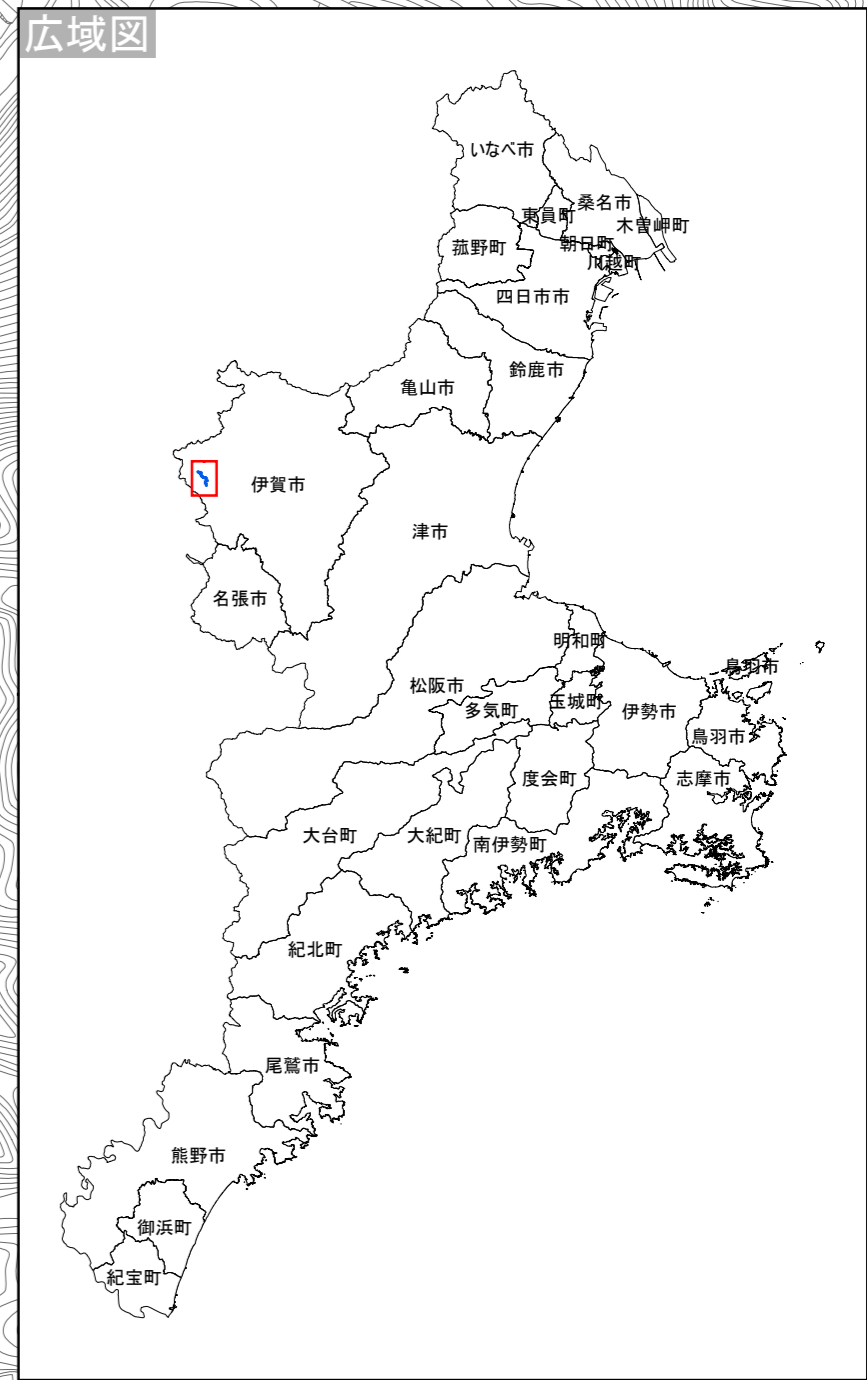 広域図
いなべ市
桑名市
東員町
木曽岬町
朝日町
菰野町
川越町
四日市市
鈴鹿市
亀山市
伊賀市
津市
名張市
明和町
鳥羽市
松阪市
玉城町
多気町
伊勢市
鳥羽市
度会町
志摩市
大台町
大紀町
南伊勢町
紀北町
尾鷲市
熊野市
御浜町
紀宝町